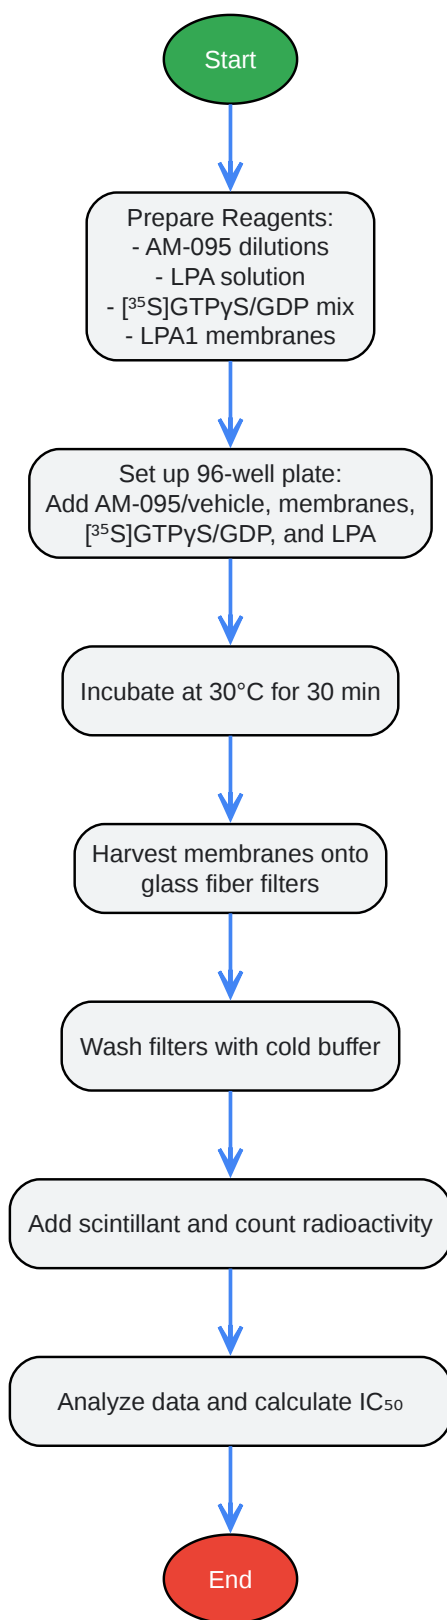 Start
Prepare Reagents:
- AM-095 dilutions
- LPA solution
- [³⁵S]GTPγS/GDP mix
- LPA1 membranes
Set up 96-well plate:
Add AM-095/vehicle, membranes,
[³⁵S]GTPγS/GDP, and LPA
Incubate at 30°C for 30 min
Harvest membranes onto
glass fiber filters
Wash filters with cold buffer
Add scintillant and count radioactivity
Analyze data and calculate IC₅₀
End